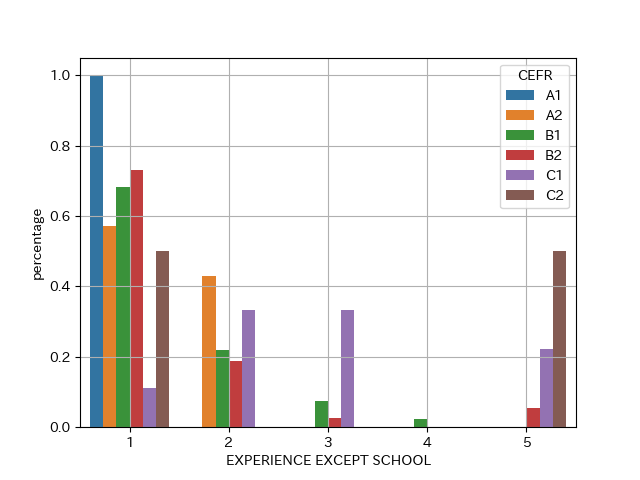 1.0
0.8
0.6
0.4
0.2
0.0
percentage
1 2 3 4 5
EXPERIENCE EXCEPT SCHOOL
CEFR
A1
A2
B1
B2
C1
C2